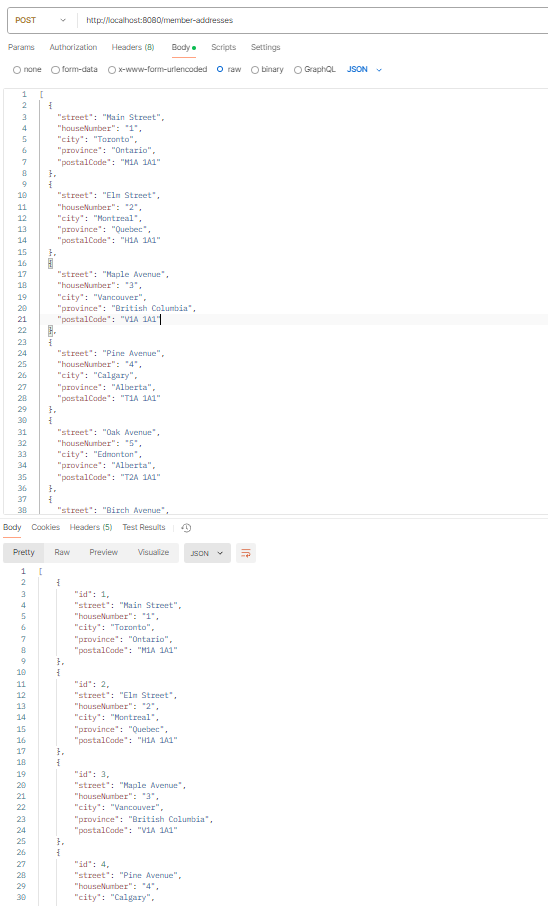 POST http://localhost:8080/member-addresses
Params Authorization Headers (8) Body Scripts Settings
none form-data x-www-form-urlencoded raw binary GraphQL JSON
1 [
2 {
3 "street": "Main Street",
4 "houseNumber": "1",
5 "city": "Toronto",
6 "province": "Ontario",
7 "postalCode": "M1A 1A1"
8 },
9 {
10 "street": "Elm Street",
11 "houseNumber": "2",
12 "city": "Montreal",
13 "province": "Quebec",
14 "postalCode": "H1A 1A1"
15 },
16 {
17 "street": "Maple Avenue",
18 "houseNumber": "3",
19 "city": "Vancouver",
20 "province": "British Columbia",
21 "postalCode": "V1A 1A1"
22 },
23 {
24 "street": "Pine Avenue",
25 "houseNumber": "4",
26 "city": "Calgary",
27 "province": "Alberta",
28 "postalCode": "T1A 1A1"
29 },
30 {
31 "street": "Oak Avenue",
32 "houseNumber": "5",
33 "city": "Edmonton",
34 "province": "Alberta",
35 "postalCode": "T2A 1A1"
36 },
37 {
38 "street": "Birch Avenue",
Body Cookies Headers (5) Test Results
Pretty Raw Preview Visualize JSON
1 [
2 {
3 "id": 1,
4 "street": "Main Street",
5 "houseNumber": "1",
6 "city": "Toronto",
7 "province": "Ontario",
8 "postalCode": "M1A 1A1"
9 },
10 {
11 "id": 2,
12 "street": "Elm Street",
13 "houseNumber": "2",
14 "city": "Montreal",
15 "province": "Quebec",
16 "postalCode": "H1A 1A1"
17 },
18 {
19 "id": 3,
20 "street": "Maple Avenue",
21 "houseNumber": "3",
22 "city": "Vancouver",
23 "province": "British Columbia",
24 "postalCode": "V1A 1A1"
25 },
26 {
27 "id": 4,
28 "street": "Pine Avenue",
29 "houseNumber": "4",
30 "city": "Calgary",